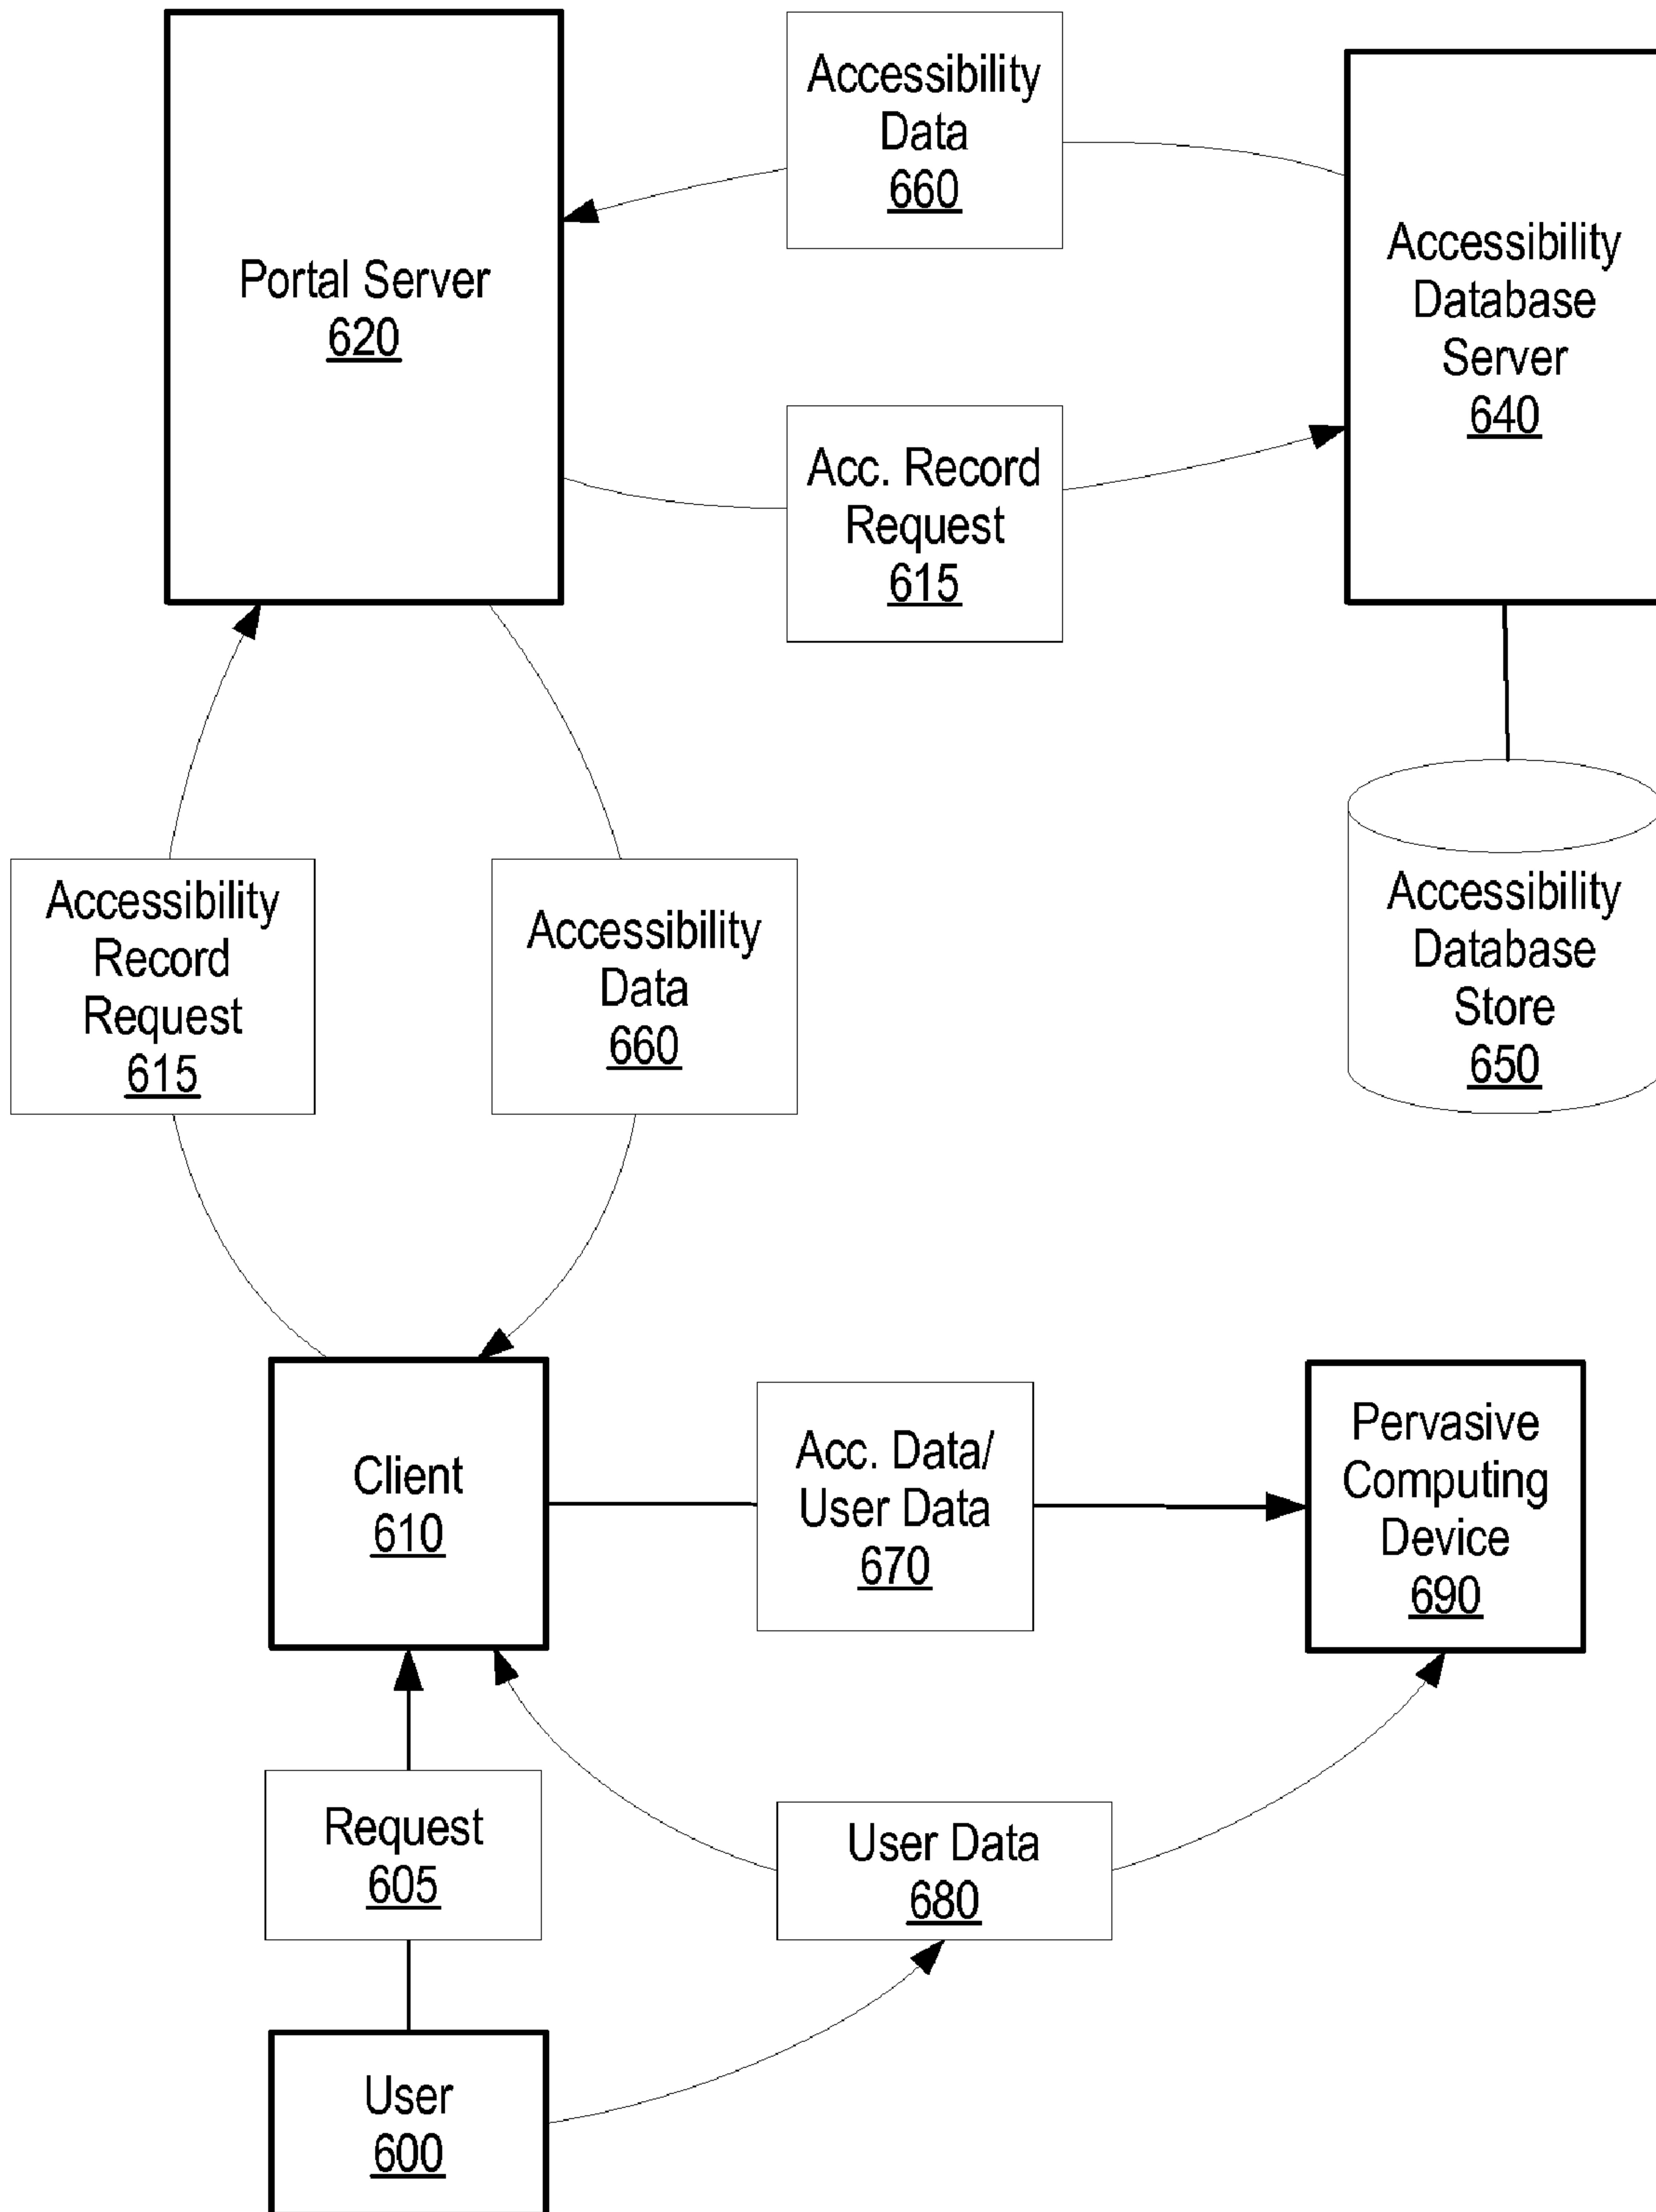 Accessibility
Data
660
Portal Server
620
Accessibility
Database
Server
640
Acc. Record
Request
615
Accessibility
Record
Request
615
Accessibility
Data
660
Accessibility
Database
Store
650
Client
610
Acc. Data/
User Data
670
Pervasive
Computing
Device
690
Request
605
User Data
680
User
600